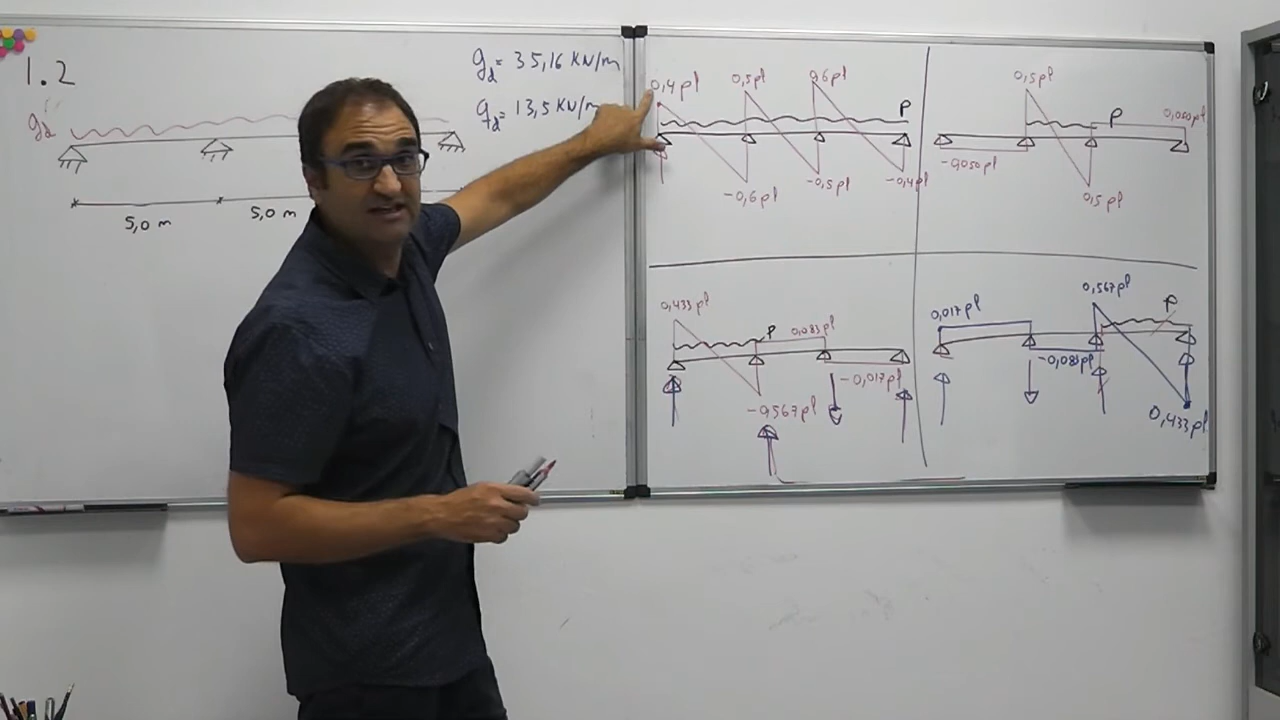 1.2
gd = 35,16 KN/m
qd = 13,5 KN/m
gd
5,0 m
5,0 m
0,4 pl
0,5 pl
0,6 pl
P
-0,6 pl
-0,5 pl
-0,4 pl
0,5 pl
P
0,050 pl
-0,050 pl
0,5 pl
0,433 pl
P
0,083 pl
-0,567 pl
-0,017 pl
0,017 pl
0,567 pl
P
-0,083 pl
0,433 pl